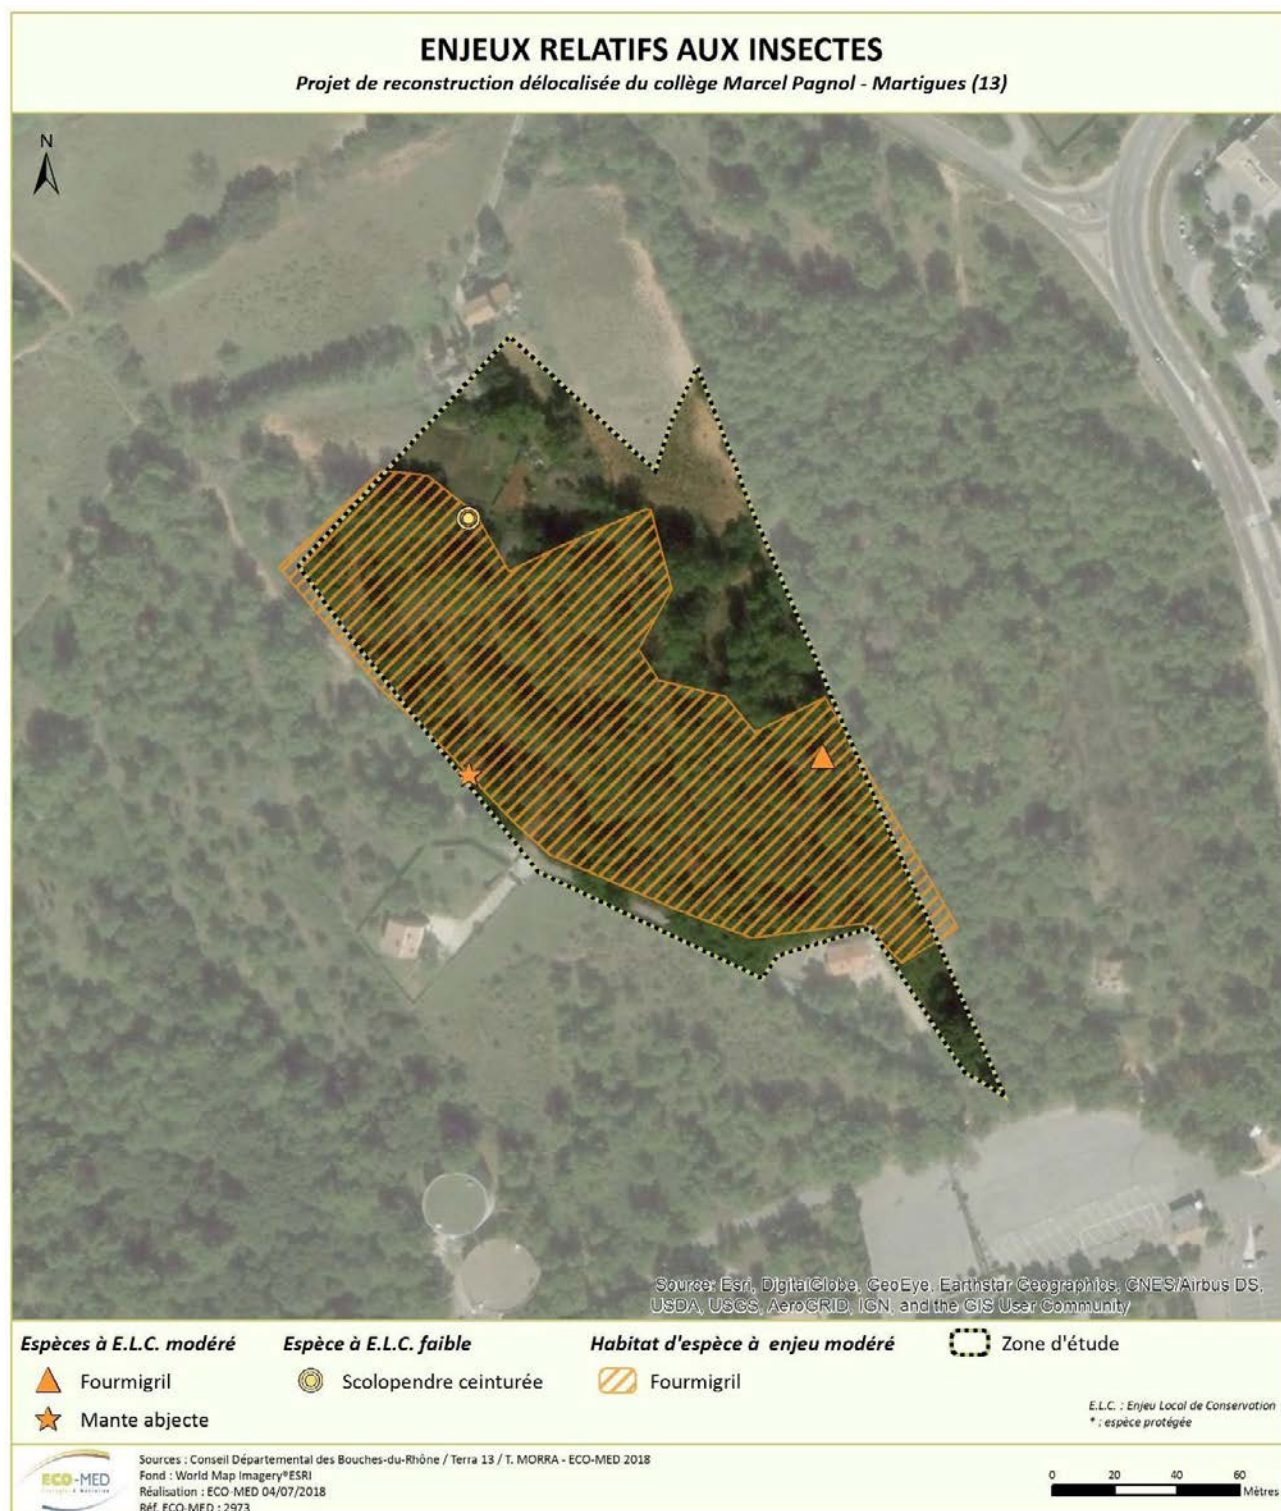 ENJEUX RELATIFS AUX INSECTES
Projet de reconstruction délocalisée du collège Marcel Pagnol - Martigues (13)
N
Source: Esri, DigitalGlobe, GeoEye, Earthstar Geographics, CNES/Airbus DS,
USDA, USGS, AeroGRID, IGN, and the GIS User Community
Espèces à E.L.C. modéré
Fourmigril
Mante abjecte
Espèce à E.L.C. faible
Scolopendre ceinturée
Habitat d'espèce à enjeu modéré
Fourmigril
Zone d'étude
E.L.C. : Enjeu Local de Conservation
* : espèce protégée
ECO-MED
Sources : Conseil Départemental des Bouches-du-Rhône / Terra 13 / T. MORRA - ECO-MED 2018
Fond : World Map Imagery®ESRI
Réalisation : ECO-MED 04/07/2018
Réf. ECO-MED : 2973
0 20 40 60
Mètres